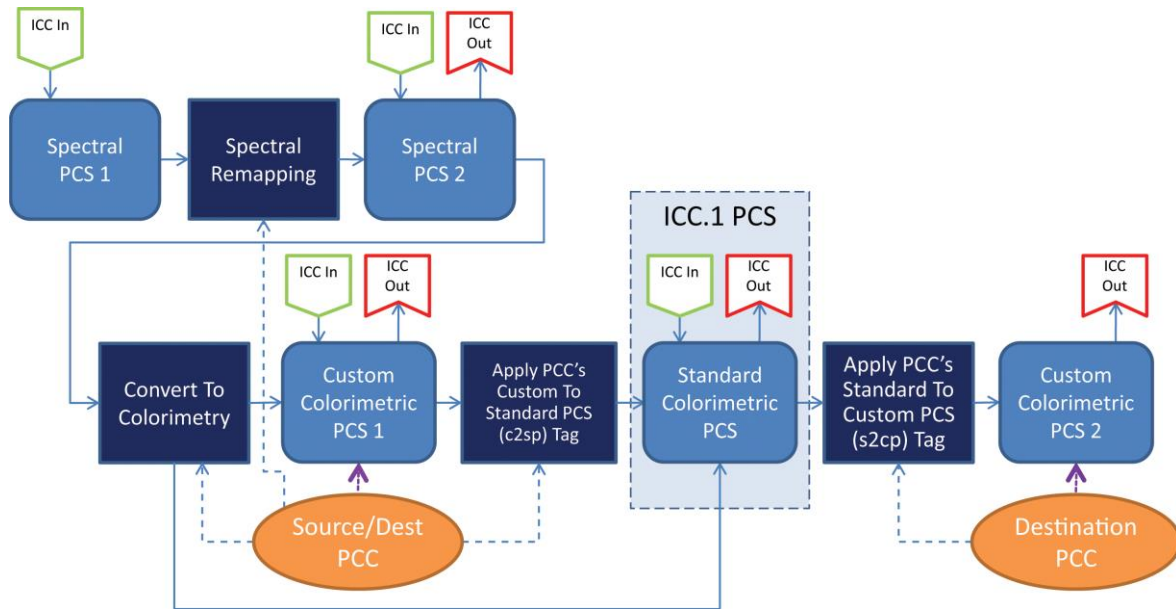 ICC In
ICC In
ICC
Out
Spectral
PCS 1
Spectral
Remapping
Spectral
PCS 2
ICC.1 PCS
ICC In
ICC
Out
ICC In
ICC
Out
ICC
Out
Convert To
Colorimetry
Custom
Colorimetric
PCS 1
Apply PCC's
Custom To
Standard PCS
(c2sp) Tag
Standard
Colorimetric
PCS
Apply PCC's
Standard To
Custom PCS
(s2cp) Tag
Custom
Colorimetric
PCS 2
Source/Dest
PCC
Destination
PCC